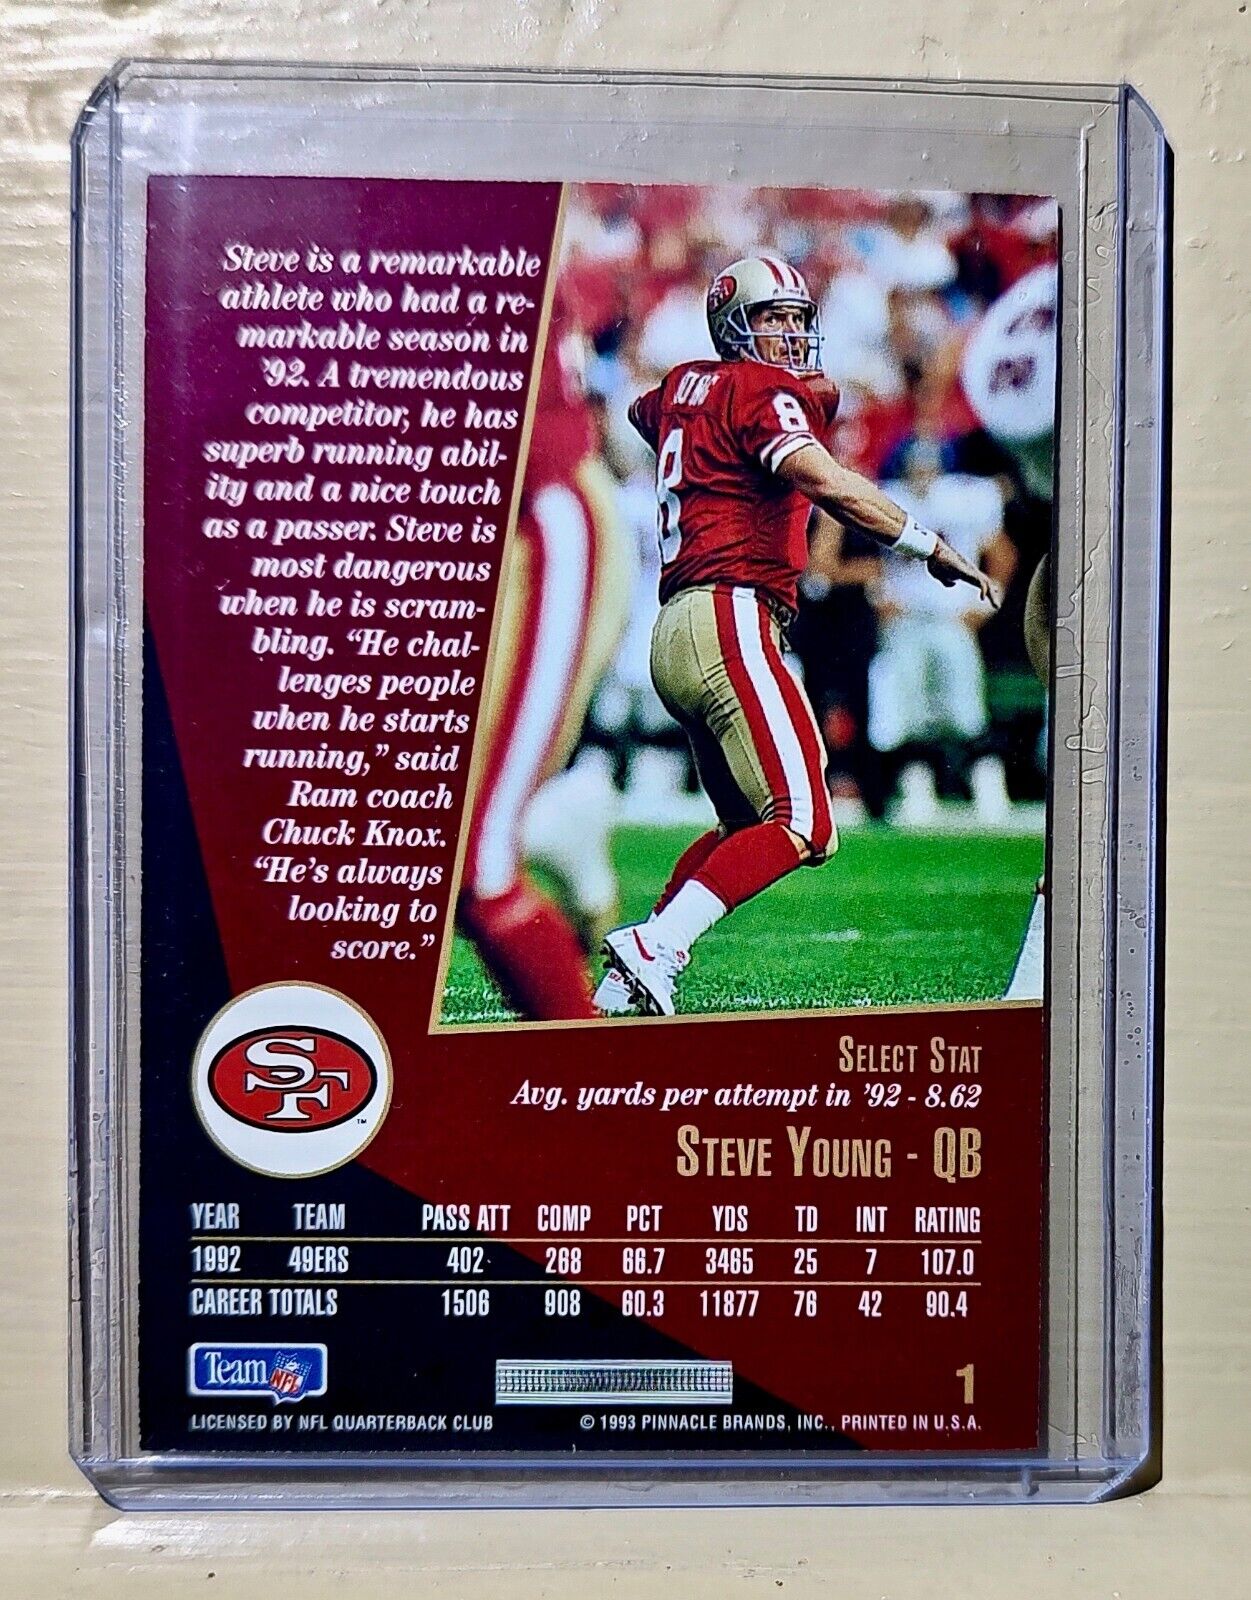 Steve is a remarkable
athlete who had a re-
markable season in
'92. A tremendous
competitor, he has
superb running abil-
ity and a nice touch
as a passer. Steve is
most dangerous
when he is scram-
bling. “He chal-
lenges people
when he starts
running,” said
Ram coach
Chuck Knox.
“He's always
looking to
score.”
8
8
SF
SF
TM
SELECT STAT
Avg. yards per attempt in '92 - 8.62
STEVE YOUNG - QB
YEAR TEAM PASS ATT COMP PCT YDS TD INT RATING
1992 49ERS 402 268 66.7 3465 25 7 107.0
CAREER TOTALS 1506 908 60.3 11877 76 42 90.4
Team NFL
1
LICENSED BY NFL QUARTERBACK CLUB © 1993 PINNACLE BRANDS, INC., PRINTED IN U.S.A.